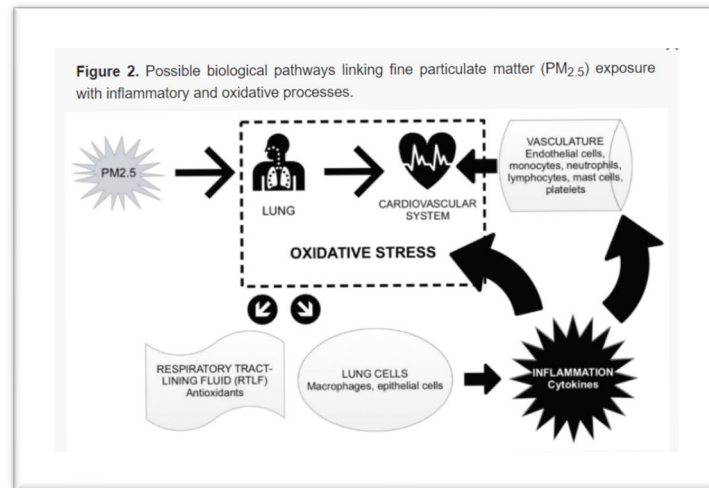 Figure 2. Possible biological pathways linking fine particulate matter (PM2.5) exposure
with inflammatory and oxidative processes.
PM2.5
LUNG
CARDIOVASCULAR
SYSTEM
VASCULATURE
Endothelial cells,
monocytes, neutrophils,
lymphocytes, mast cells,
platelets
OXIDATIVE STRESS
RESPIRATORY TRACT-
LINING FLUID (RTLF)
Antioxidants
LUNG CELLS
Macrophages, epithelial cells
INFLAMMATION
Cytokines